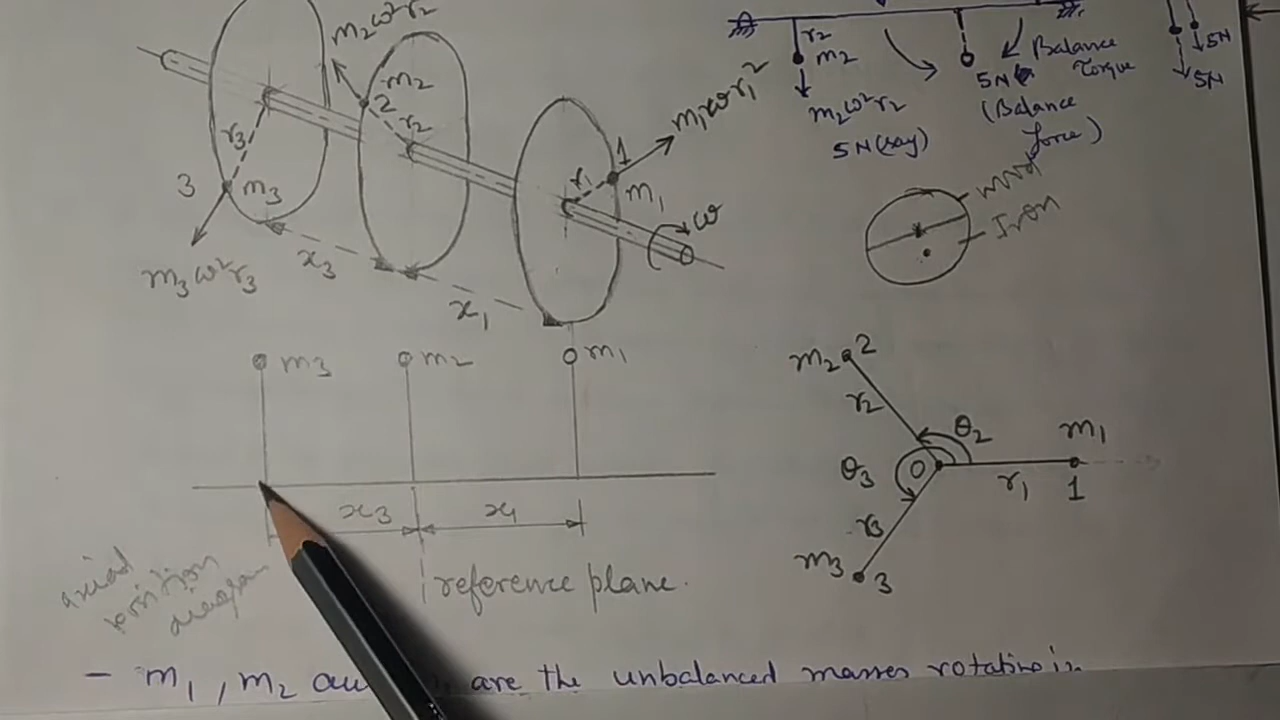 m₂ω²r₂
m₂
2
r₂
r₃
3
m₃
m₃ω²r₃
x₃
x₁
m₁ωr₁²
1
r₁
m₁
ω
r₂
m₂
m₂ω²r₂
5N(say)
Balance
Torque
5N
(Balance
force)
5N
5N
Iron
m₃
m₂
m₁
x₃
x₁
reference plane.
axial
position
m₂ 2
r₂
θ₂
m₁
θ₃
O
r₁
1
r₃
m₃
3
- m₁, m₂ are the unbalanced masses rotating in